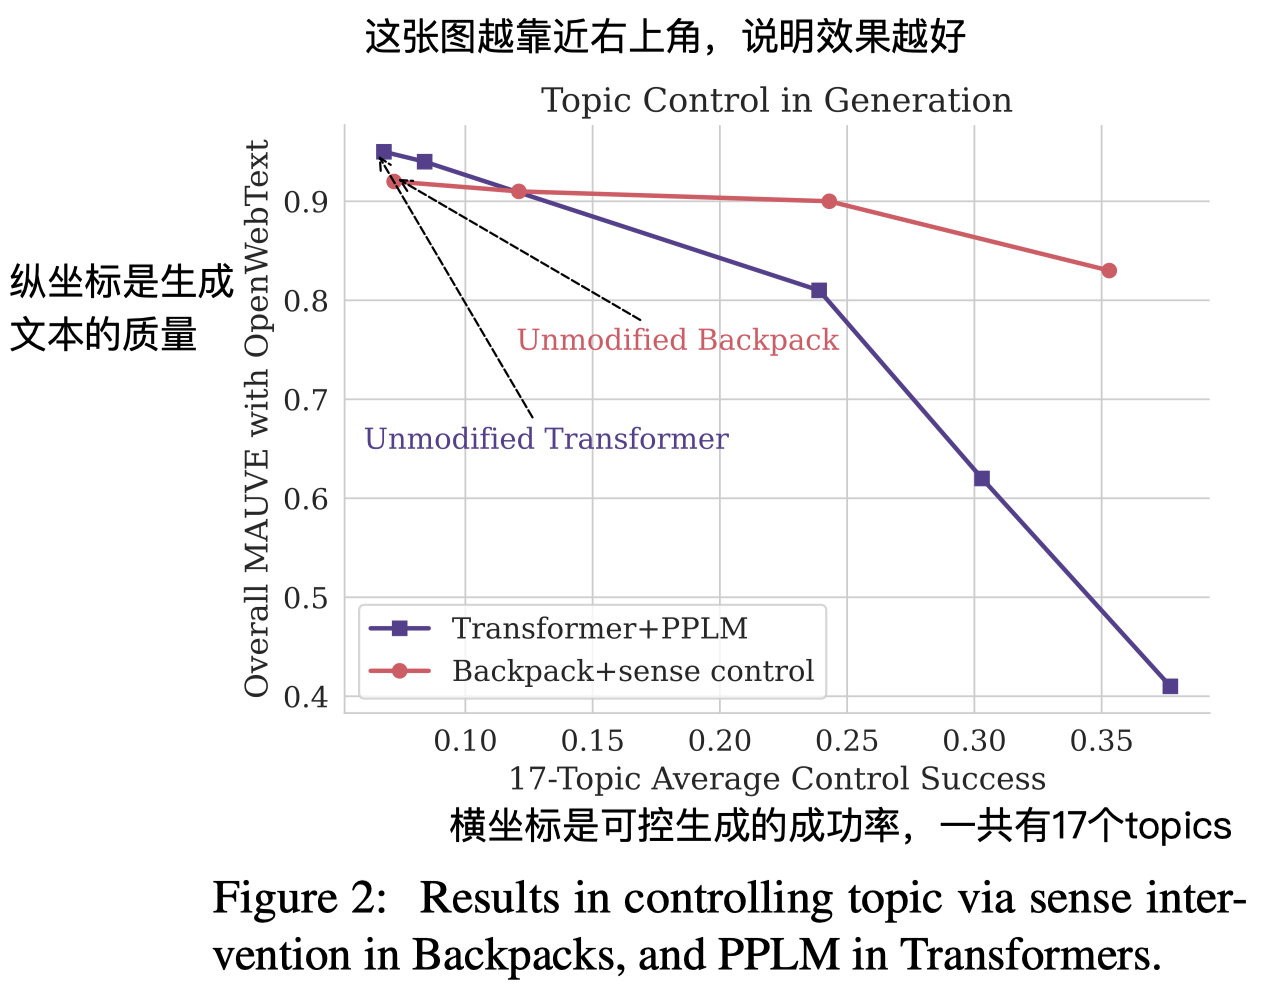 这张图越靠近右上角，说明效果越好
Topic Control in Generation
纵坐标是生成
文本的质量
Overall MAUVE with OpenWebText
0.9
0.8
0.7
0.6
0.5
0.4
Unmodified Backpack
Unmodified Transformer
Transformer+PPLM
Backpack+sense control
0.10 0.15 0.20 0.25 0.30 0.35
17-Topic Average Control Success
横坐标是可控生成的成功率，一共有17个topics
Figure 2: Results in controlling topic via sense inter-
vention in Backpacks, and PPLM in Transformers.